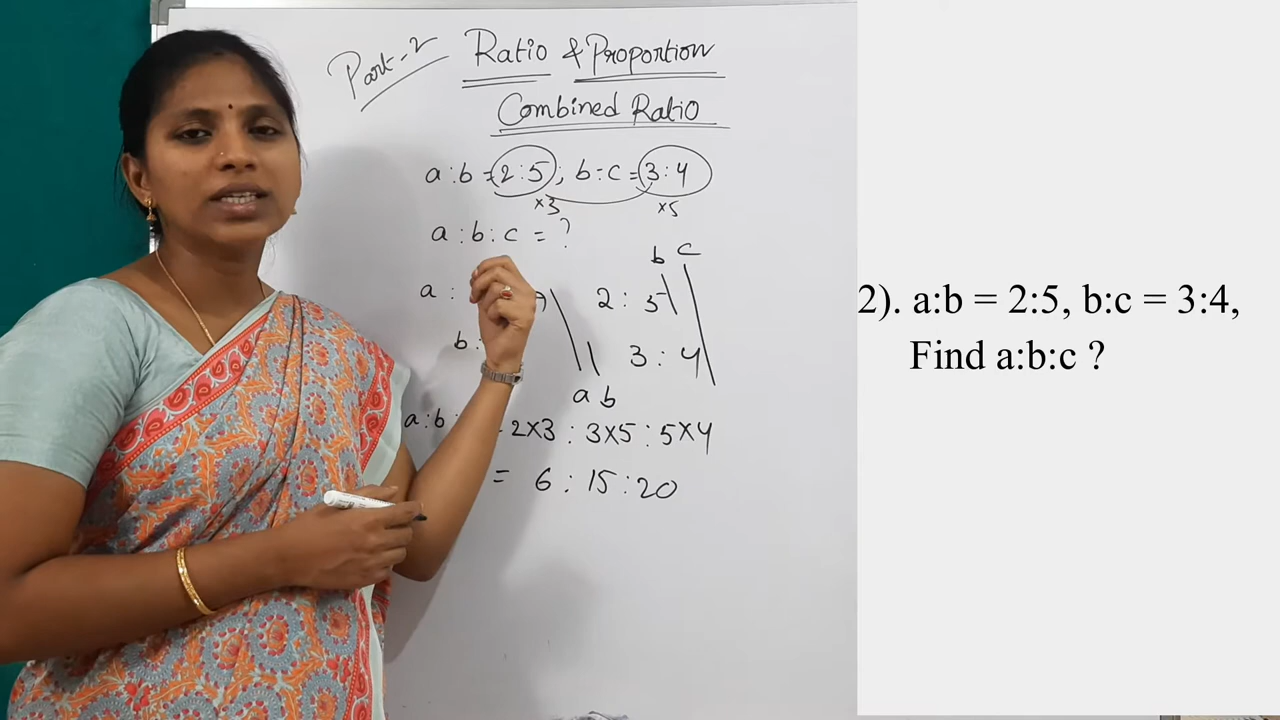 Part-2
Ratio & Proportion
Combined Ratio
a:b = 2:5; b:c = 3:4
×3 ×5
a:b:c = ?
b c
a : 2 : 5
b: 3 : 4
a b
a:b 2×3 : 3×5 : 5×4
= 6 : 15 : 20
2). a:b = 2:5, b:c = 3:4,
Find a:b:c ?